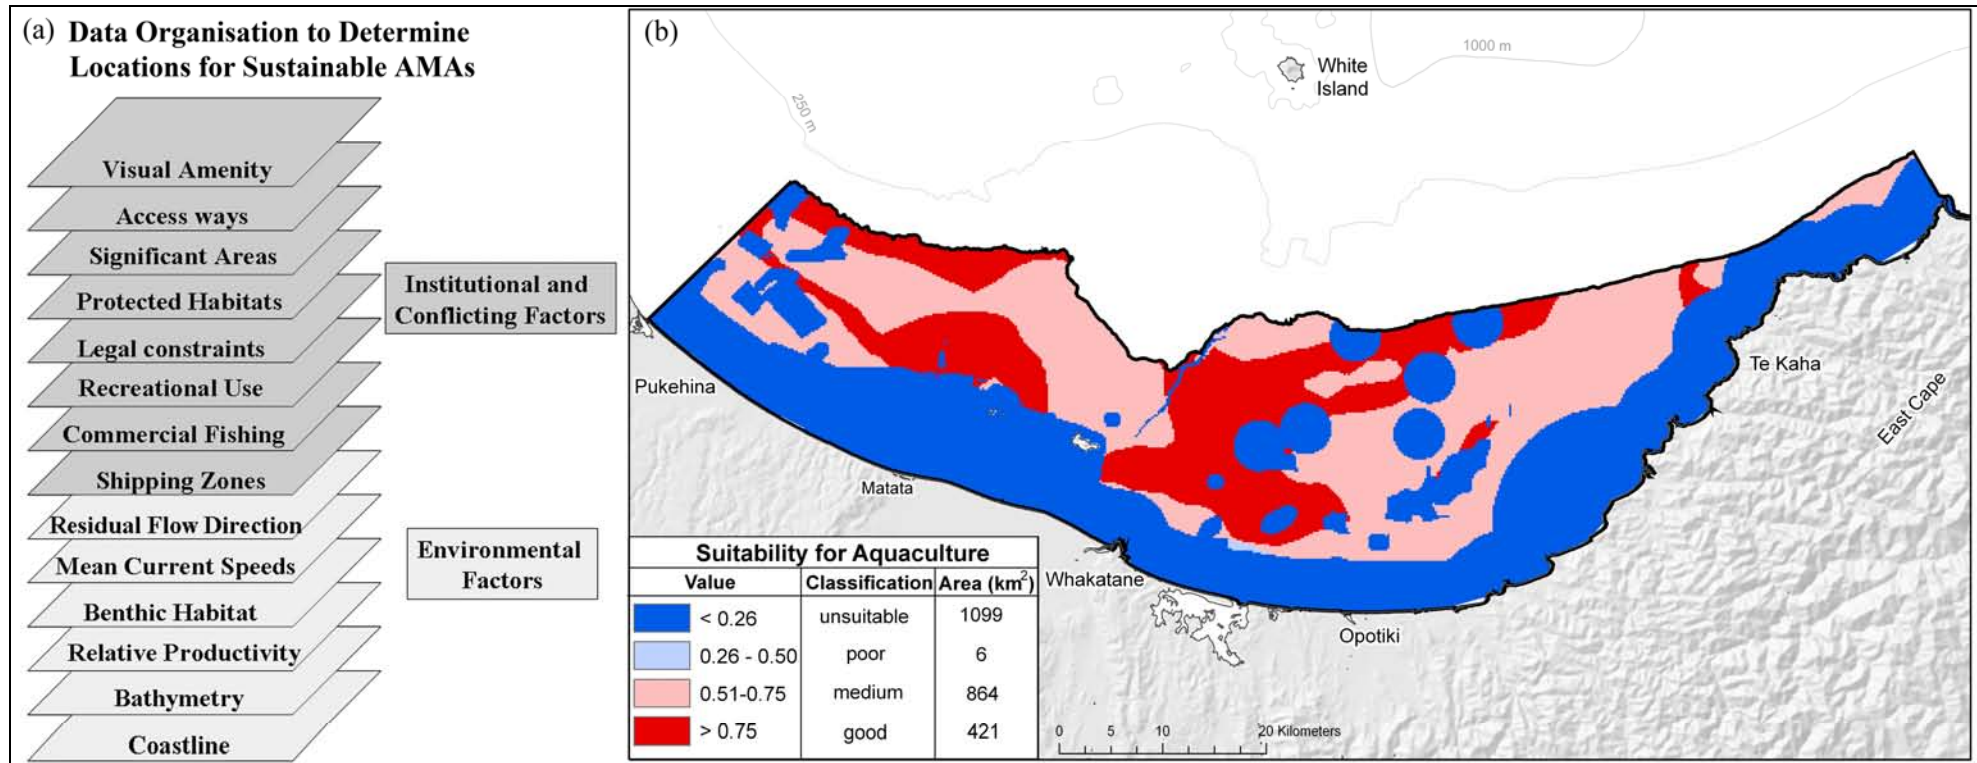 (a) Data Organisation to Determine
Locations for Sustainable AMAs
Visual Amenity
Access ways
Significant Areas
Protected Habitats
Legal constraints
Recreational Use
Commercial Fishing
Shipping Zones
Residual Flow Direction
Mean Current Speeds
Benthic Habitat
Relative Productivity
Bathymetry
Coastline
Institutional and
Conflicting Factors
Environmental
Factors
(b)
1000 m
White
Island
250 m
Pukehina
Matata
Whakatane
Opotiki
Te Kaha
East Cape
Suitability for Aquaculture
Value Classification Area (km²)
< 0.26 unsuitable 1099
0.26 - 0.50 poor 6
0.51-0.75 medium 864
> 0.75 good 421
0 5 10 20 Kilometers